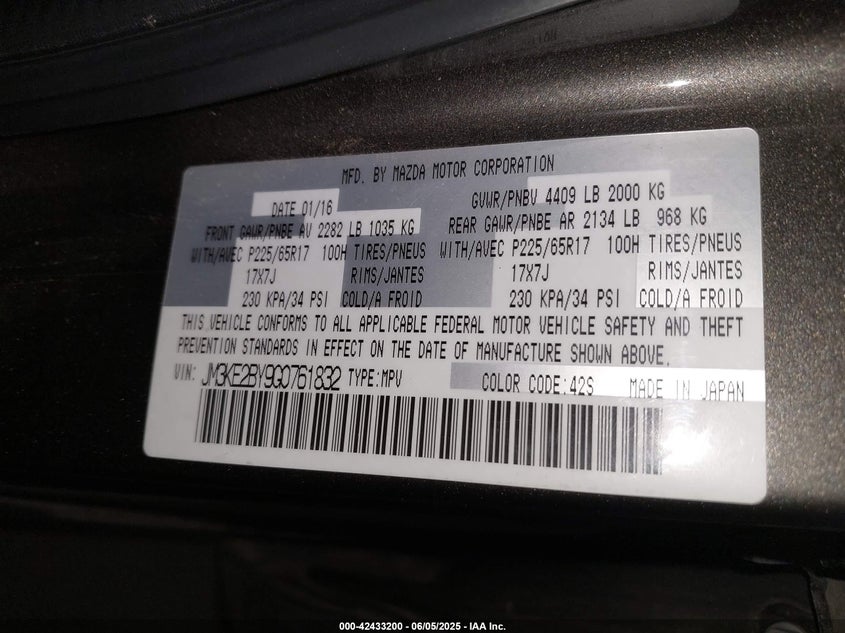 MFD. BY MAZDA MOTOR CORPORATION
DATE 01/16 GVWR/PNBV 4409 LB 2000 KG
FRONT GAWR/PNBE AV 2282 LB 1035 KG REAR GAWR/PNBE AR 2134 LB 968 KG
WITH/AVEC P225/65R17 100H TIRES/PNEUS WITH/AVEC P225/65R17 100H TIRES/PNEUS
17X7J RIMS/JANTES 17X7J RIMS/JANTES
230 KPA/34 PSI COLD/A FROID 230 KPA/34 PSI COLD/A FROID
THIS VEHICLE CONFORMS TO ALL APPLICABLE FEDERAL MOTOR VEHICLE SAFETY AND THEFT
PREVENTION STANDARDS IN EFFECT ON THE DATE OF MANUFACTURE SHOWN ABOVE.
VIN: JM3KE2BY9G0761832 TYPE:MPV COLOR CODE:42S MADE IN JAPAN
000-42433200 - 06/05/2025 - IAA Inc.